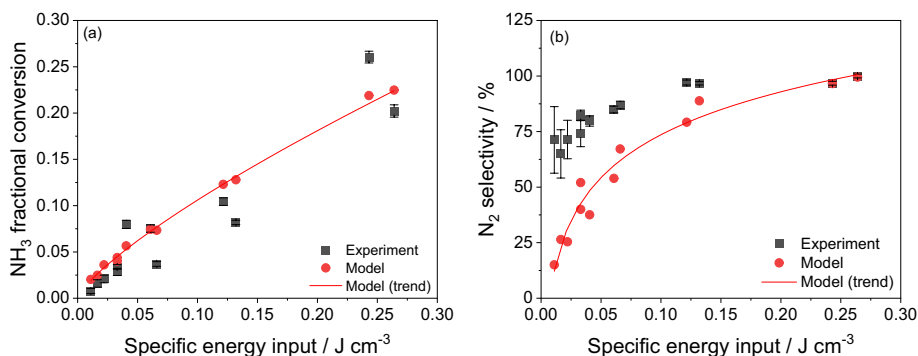 (a)
NH3 fractional conversion
0.30
0.25
0.20
0.15
0.10
0.05
0.00
Experiment
Model
Model (trend)
0.00 0.05 0.10 0.15 0.20 0.25 0.30
Specific energy input / J cm-3
(b)
N2 selectivity / %
125
100
75
50
25
0
Experiment
Model
Model (trend)
0.00 0.05 0.10 0.15 0.20 0.25 0.30
Specific energy input / J cm-3